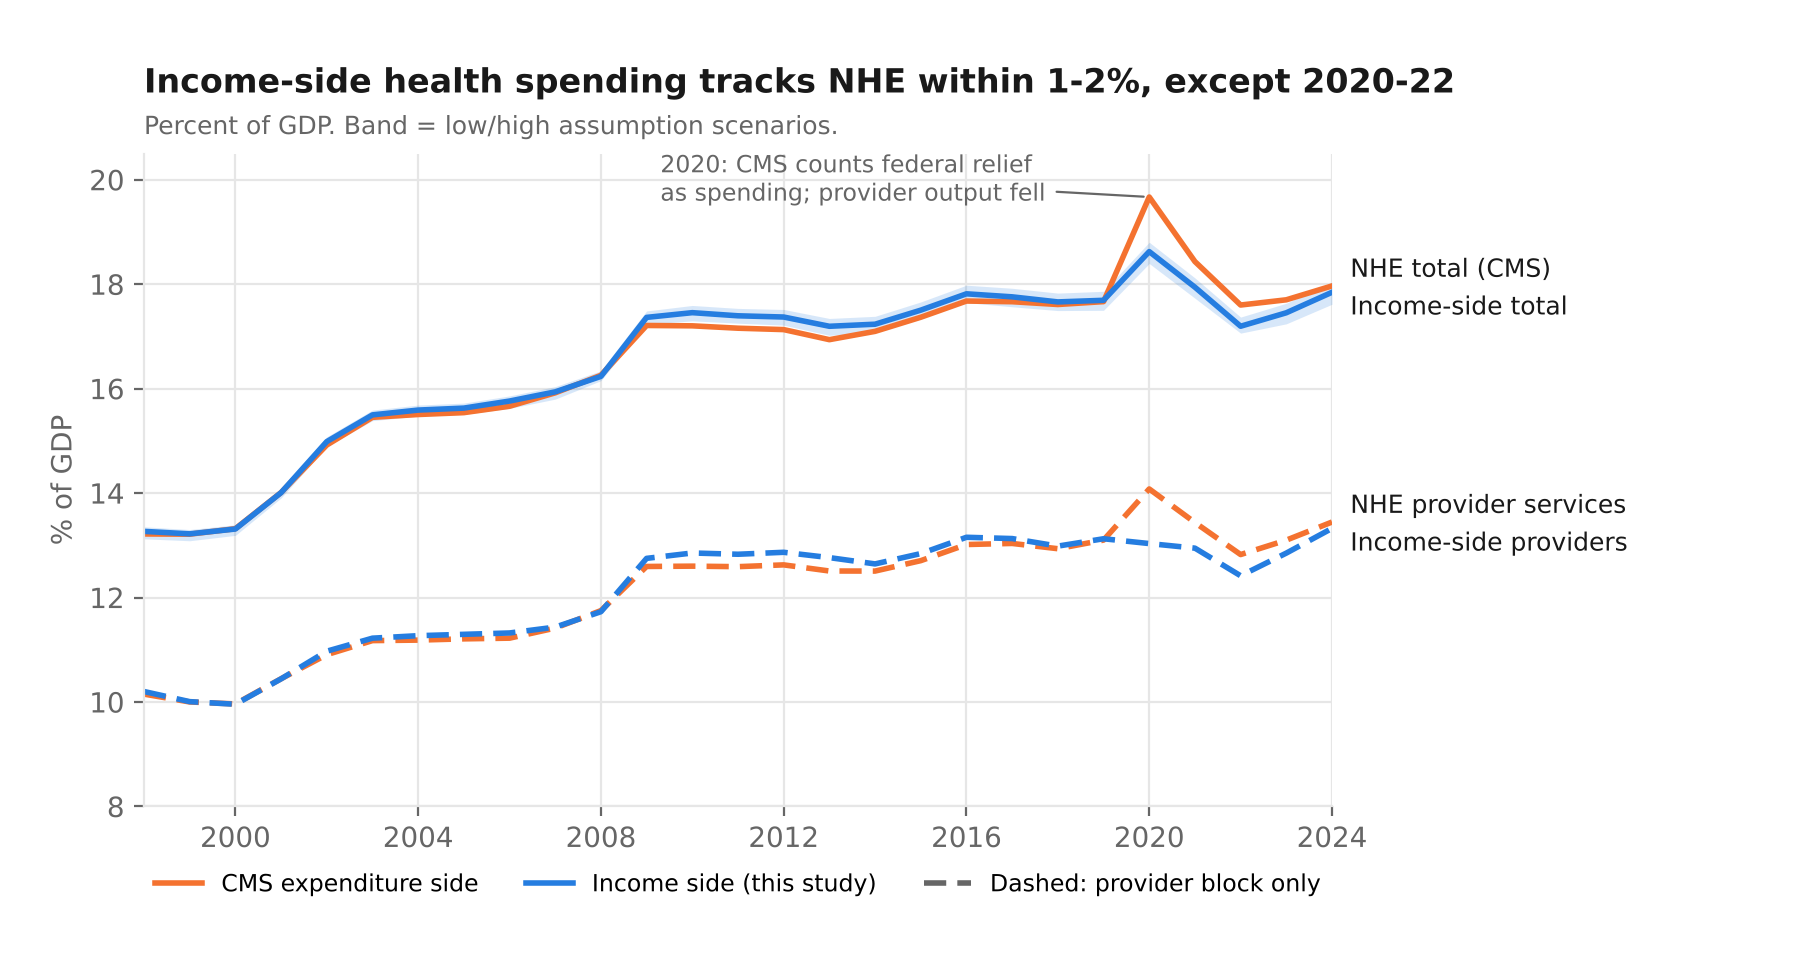 Income-side health spending tracks NHE within 1-2%, except 2020-22
Percent of GDP. Band = low/high assumption scenarios.
2020: CMS counts federal relief
as spending; provider output fell
% of GDP
20
18
16
14
12
10
8
NHE total (CMS)
Income-side total
NHE provider services
Income-side providers
2000 2004 2008 2012 2016 2020 2024
CMS expenditure side Income side (this study) Dashed: provider block only